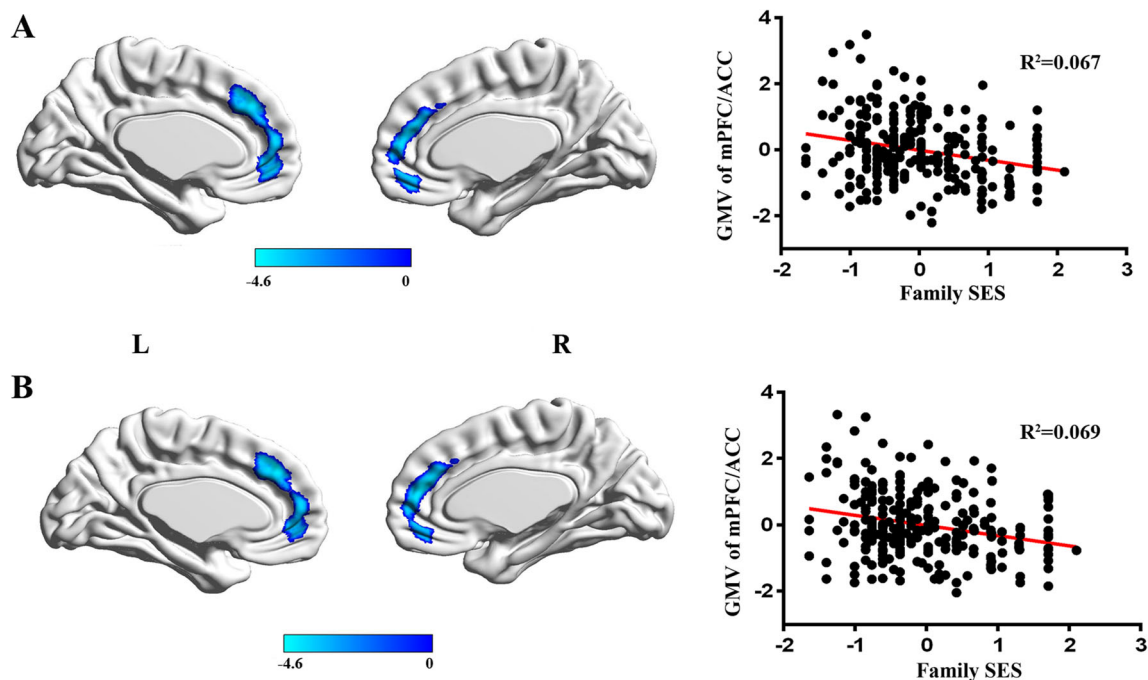 A
-4.6 0
GMV of mPFC/ACC
4
2
0
-2
R²=0.067
-2 -1 0 1 2 3
Family SES
L R
B
-4.6 0
GMV of mPFC/ACC
4
2
0
-2
R²=0.069
-2 -1 0 1 2 3
Family SES